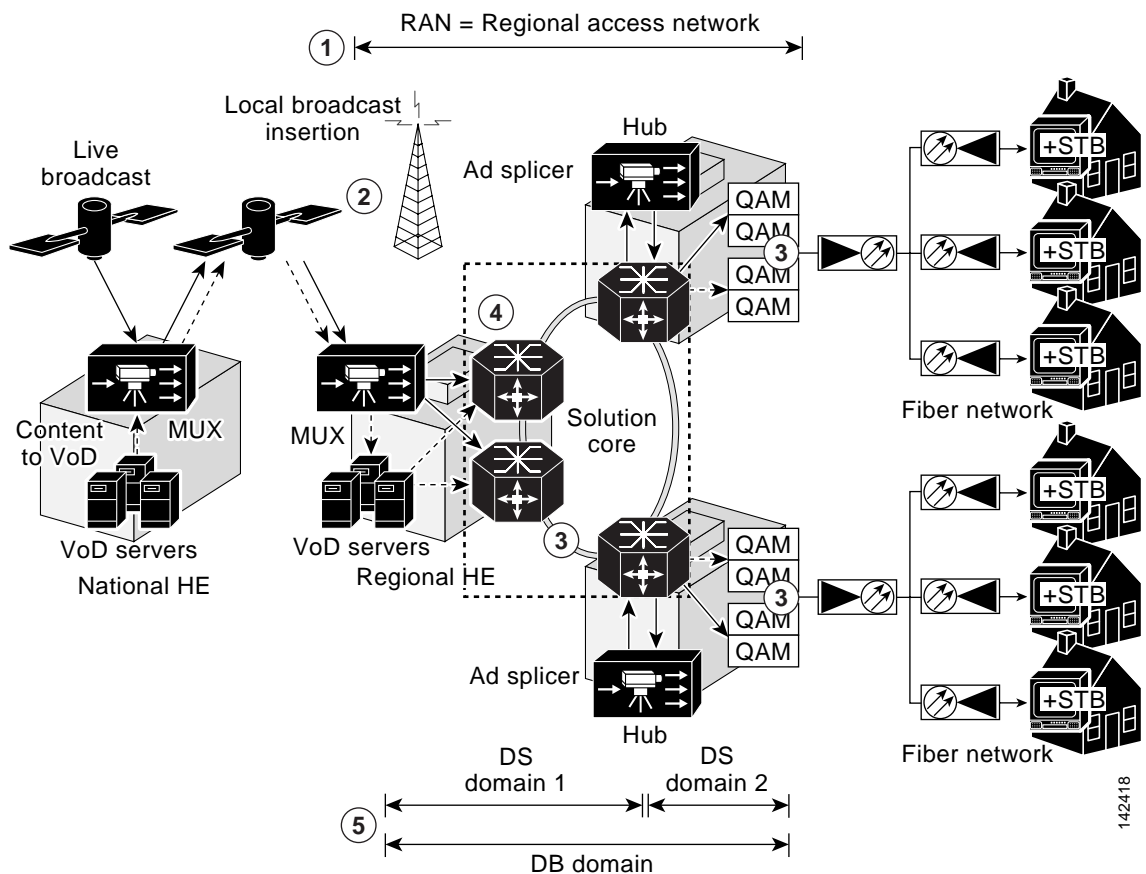 RAN = Regional access network
1
Local broadcast
insertion
Hub
Live
broadcast
Ad splicer
2
+STB
QAM
QAM
3
+STB
QAM
QAM
4
+STB
Fiber network
Solution
core
Content
to VoD
MUX
MUX
VoD servers
National HE
VoD servers
Regional HE
3
+STB
QAM
QAM
3
+STB
QAM
QAM
Ad splicer
+STB
Hub
Fiber network
DS
domain 1
DS
domain 2
5
DB domain
142418